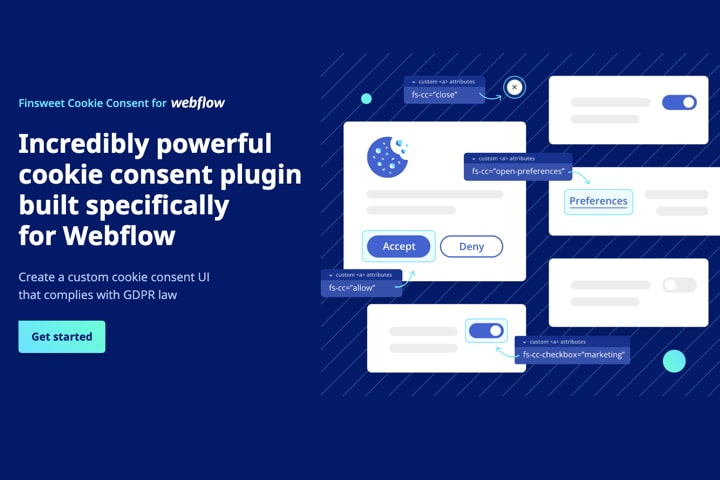 Finsweet Cookie Consent for webflow
Incredibly powerful
cookie consent plugin
built specifically
for Webflow
Create a custom cookie consent UI
that complies with GDPR law
Get started
custom <a> attributes
fs-cc="close"
custom <a> attributes
fs-cc="open-preferences"
Preferences
Accept
Deny
custom <a> attributes
fs-cc="allow"
custom <a> attributes
fs-cc-checkbox="marketing"